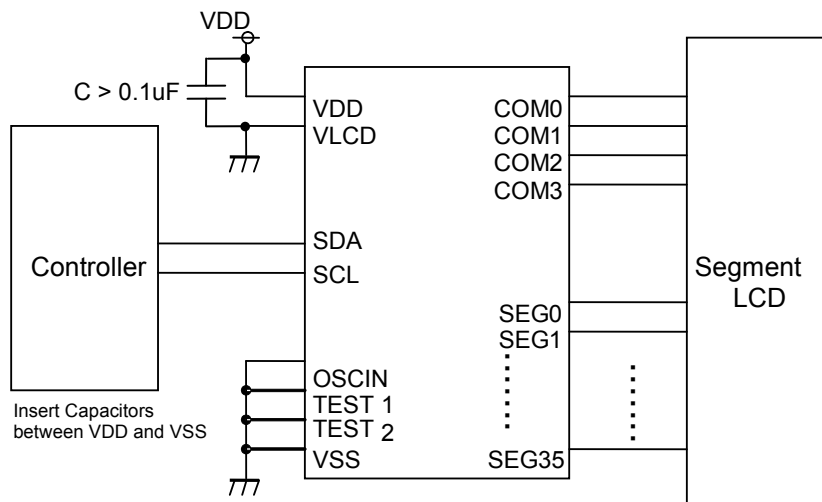 VDD
C > 0.1uF
VDD
VLCD
COM0
COM1
COM2
COM3
Controller
SDA
SCL
Segment
LCD
SEG0
SEG1
OSCIN
TEST 1
TEST 2
VSS
SEG35
Insert Capacitors
between VDD and VSS